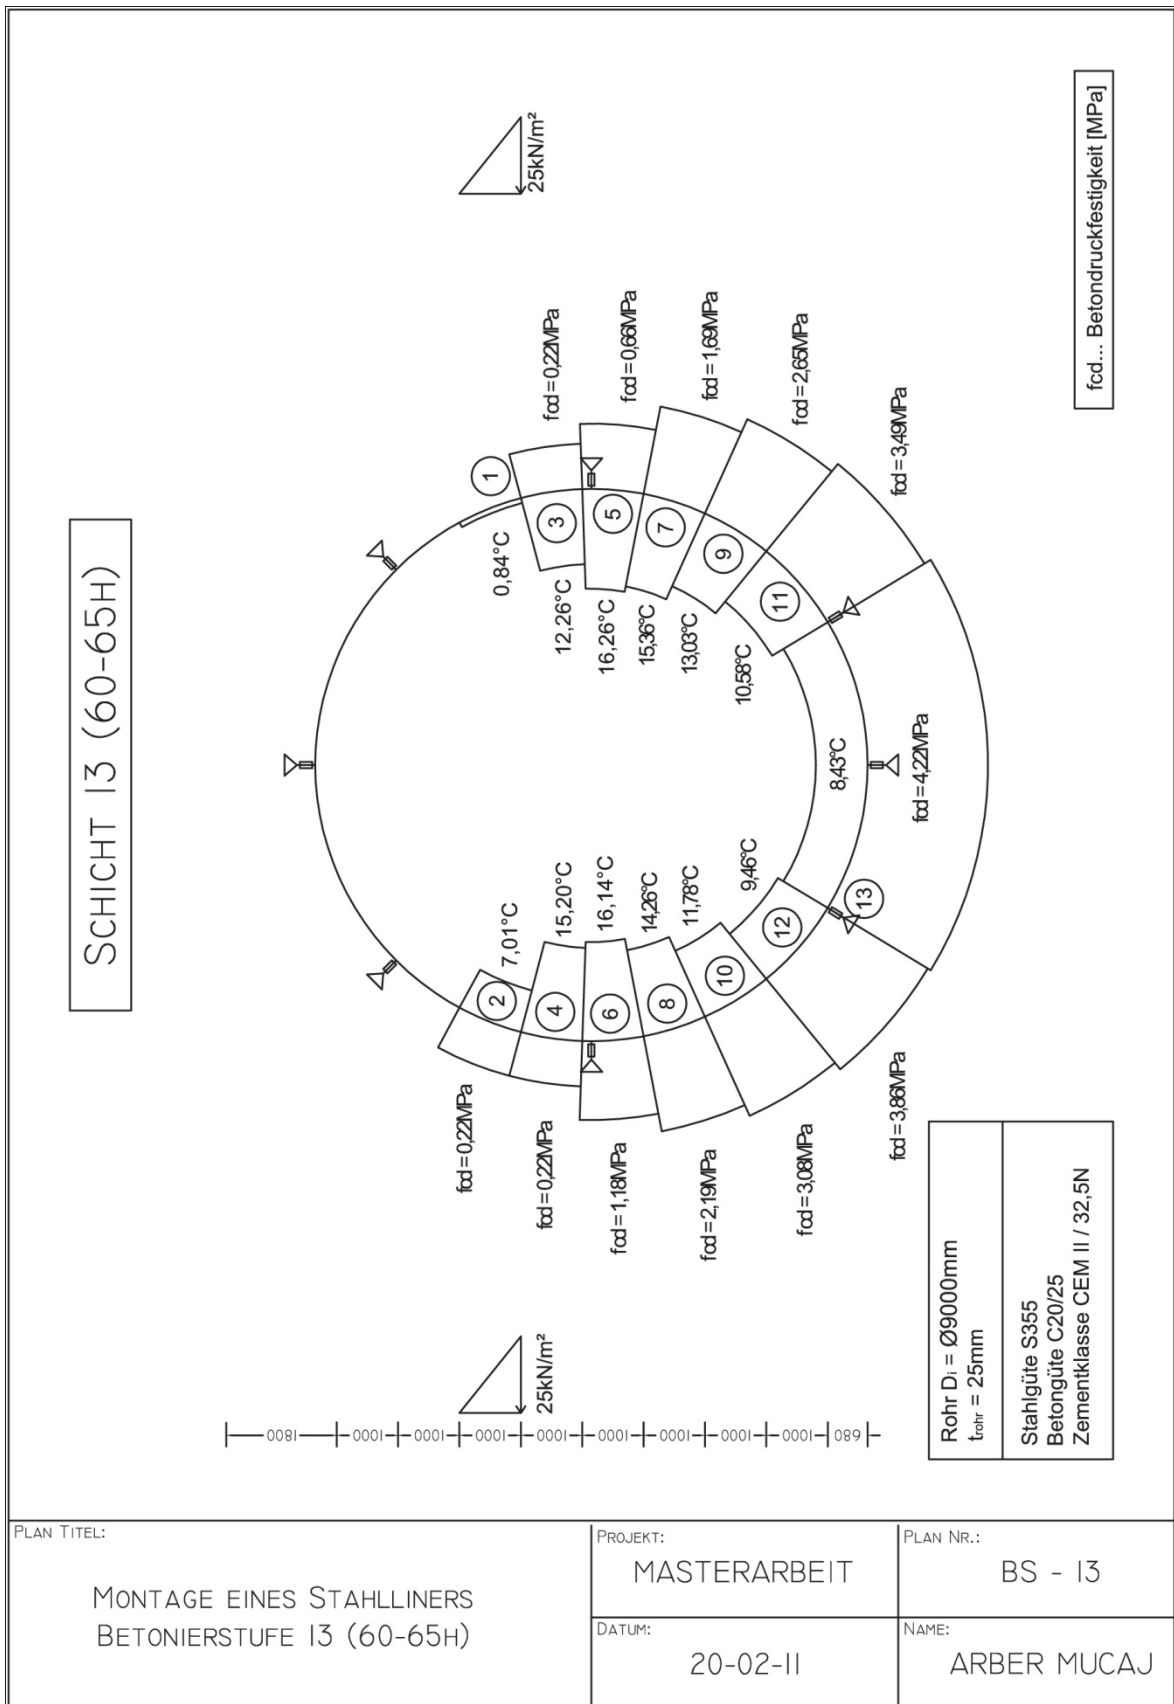 SCHICHT 13 (60-65H)
25kN/m²
fcd... Betondruckfestigkeit [MPa]
1
0,84°C
fcd = 0,22MPa
3
12,26°C
fcd = 0,66MPa
5
16,26°C
fcd = 1,69MPa
7
15,36°C
fcd = 2,65MPa
9
13,03°C
fcd = 3,49MPa
11
10,58°C
8,43°C
fcd = 4,22MPa
13
2
7,01°C
fcd = 0,22MPa
4
15,20°C
fcd = 0,22MPa
6
16,14°C
fcd = 1,18MPa
8
14,26°C
fcd = 2,19MPa
10
11,78°C
fcd = 3,08MPa
12
9,46°C
fcd = 3,86MPa
25kN/m²
1800
1000
1000
1000
1000
1000
1000
1000
1000
680
Rohr Di = Ø9000mm
trohr = 25mm
Stahlgüte S355
Betongüte C20/25
Zementklasse CEM II / 32,5N
PLAN TITEL:
MONTAGE EINES STAHLLINERS
BETONIERSTUFE 13 (60-65H)
PROJEKT:
MASTERARBEIT
PLAN NR.:
BS - 13
DATUM:
20-02-11
NAME:
ARBER MUCAJ